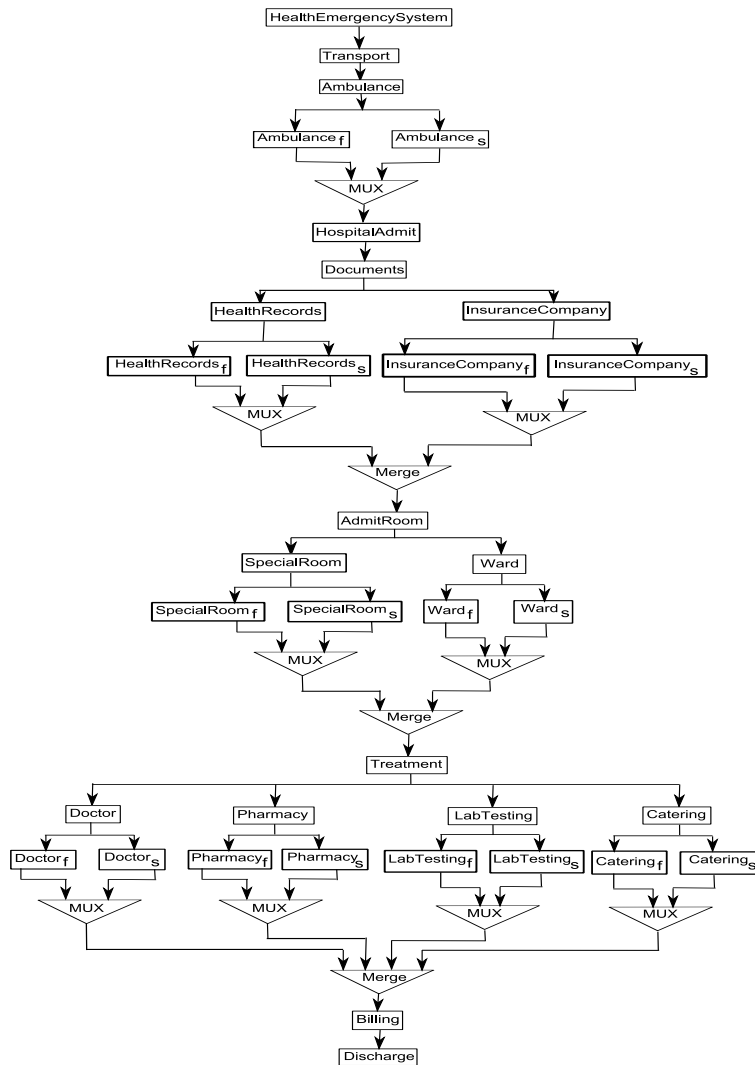 HealthEmergencySystem
Transport
Ambulance
Ambulancef Ambulances
MUX
HospitalAdmit
Documents
HealthRecords InsuranceCompany
HealthRecordsf HealthRecordss InsuranceCompanyf InsuranceCompanys
MUX MUX
Merge
AdmitRoom
SpecialRoom Ward
SpecialRoomf SpecialRooms Wardf Wards
MUX MUX
Merge
Treatment
Doctor Pharmacy LabTesting Catering
Doctorf Doctors Pharmacyf Pharmacys LabTestingf LabTestings Cateringf Caterings
MUX MUX MUX MUX
Merge
Billing
Discharge